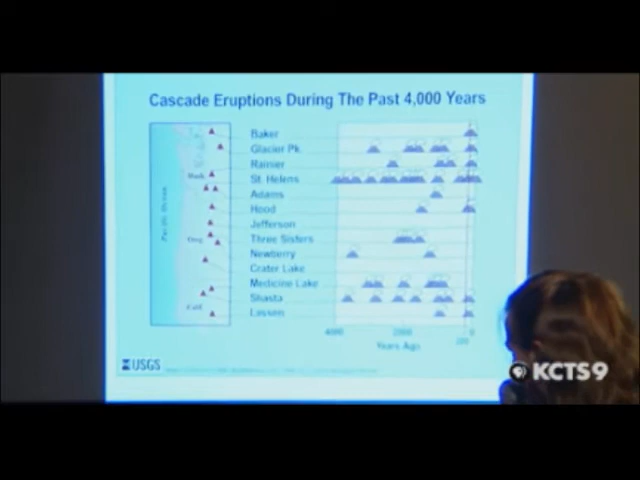 Cascade Eruptions During The Past 4,000 Years
Baker
Glacier Pk
Rainier
St. Helens
Adams
Hood
Jefferson
Three Sisters
Newberry
Crater Lake
Medicine Lake
Shasta
Lassen
Wash
Oreg
Calif
Pacific Ocean
4000 2000 0
Years Ago
USGS
KCTS9